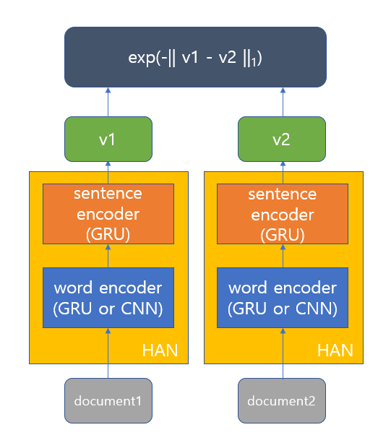 exp(-|| v1 - v2 ||₁)
v1
v2
sentence
encoder
(GRU)
sentence
encoder
(GRU)
word encoder
(GRU or CNN)
word encoder
(GRU or CNN)
HAN
HAN
document1
document2